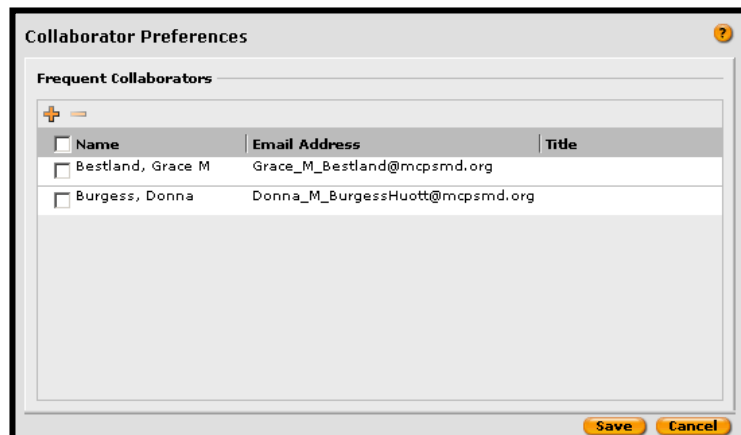 Collaborator Preferences ?
Frequent Collaborators
Name Email Address Title
Bestland, Grace M Grace_M_Bestland@mcpsmd.org
Burgess, Donna Donna_M_BurgessHuott@mcpsmd.org
Save Cancel